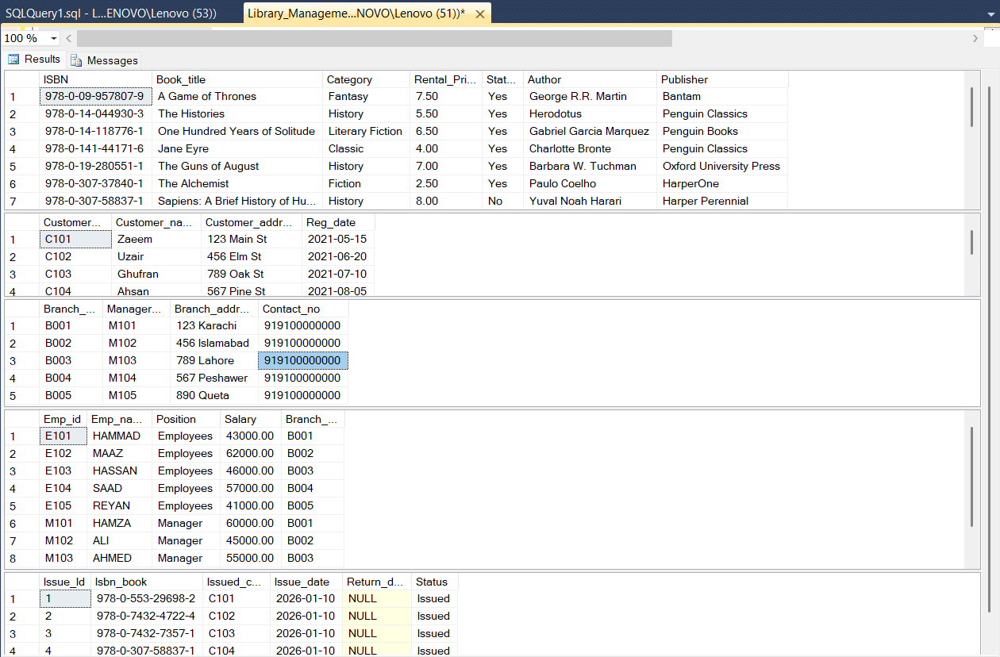 SQLQuery1.sql - L...ENOVO\Lenovo (53))   Library_Manageme...NOVO\Lenovo (51))*
100 %
Results   Messages
ISBN   Book_title   Category   Rental_Pri...   Stat...   Author   Publisher
1   978-0-09-957807-9   A Game of Thrones   Fantasy   7.50   Yes   George R.R. Martin   Bantam
2   978-0-14-044930-3   The Histories   History   5.50   Yes   Herodotus   Penguin Classics
3   978-0-14-118776-1   One Hundred Years of Solitude   Literary Fiction   6.50   Yes   Gabriel Garcia Marquez   Penguin Books
4   978-0-141-44171-6   Jane Eyre   Classic   4.00   Yes   Charlotte Bronte   Penguin Classics
5   978-0-19-280551-1   The Guns of August   History   7.00   Yes   Barbara W. Tuchman   Oxford University Press
6   978-0-307-37840-1   The Alchemist   Fiction   2.50   Yes   Paulo Coelho   HarperOne
7   978-0-307-58837-1   Sapiens: A Brief History of Hu...   History   8.00   No   Yuval Noah Harari   Harper Perennial
Customer...   Customer_na...   Customer_addr...   Reg_date
1   C101   Zaeem   123 Main St   2021-05-15
2   C102   Uzair   456 Elm St   2021-06-20
3   C103   Ghufran   789 Oak St   2021-07-10
4   C104   Ahsan   567 Pine St   2021-08-05
Branch_...   Manager...   Branch_addr...   Contact_no
1   B001   M101   123 Karachi   919100000000
2   B002   M102   456 Islamabad   919100000000
3   B003   M103   789 Lahore   919100000000
4   B004   M104   567 Peshawer   919100000000
5   B005   M105   890 Queta   919100000000
Emp_id   Emp_na...   Position   Salary   Branch_...
1   E101   HAMMAD   Employees   43000.00   B001
2   E102   MAAZ   Employees   62000.00   B002
3   E103   HASSAN   Employees   46000.00   B003
4   E104   SAAD   Employees   57000.00   B004
5   E105   REYAN   Employees   41000.00   B005
6   M101   HAMZA   Manager   60000.00   B001
7   M102   ALI   Manager   45000.00   B002
8   M103   AHMED   Manager   55000.00   B003
Issue_Id   Isbn_book   Issued_c...   Issue_date   Return_d...   Status
1   1   978-0-553-29698-2   C101   2026-01-10   NULL   Issued
2   2   978-0-7432-4722-4   C102   2026-01-10   NULL   Issued
3   3   978-0-7432-7357-1   C103   2026-01-10   NULL   Issued
4   4   978-0-307-58837-1   C104   2026-01-10   NULL   Issued